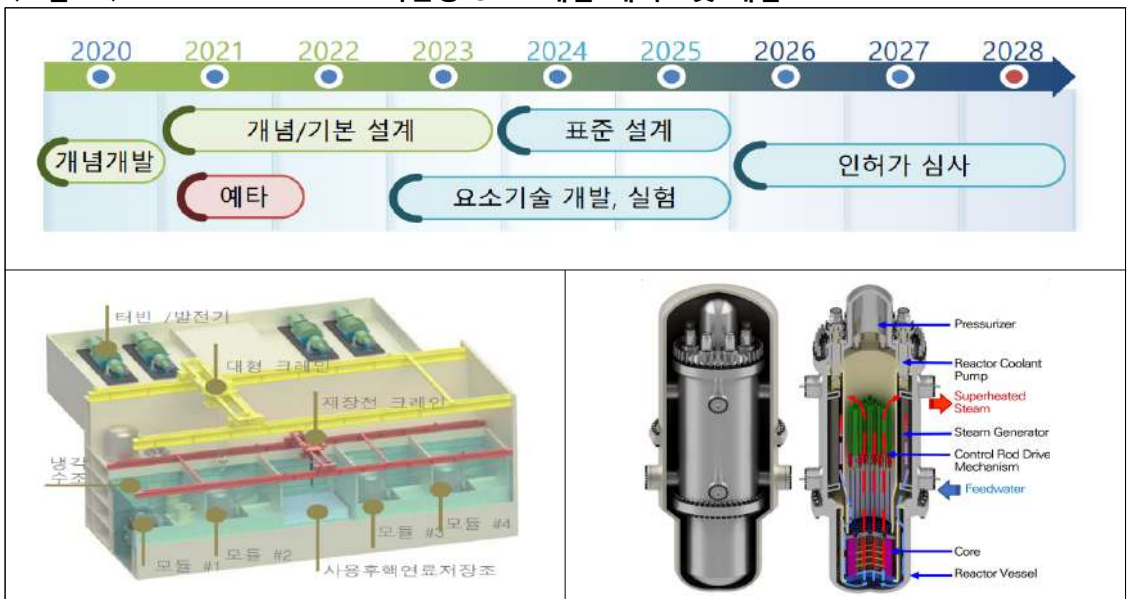 2020 2021 2022 2023 2024 2025 2026 2027 2028
개념/기본 설계
표준 설계
개념개발
인허가 심사
예타
요소기술 개발, 실험
터빈 /발전기
대형 크레인
재장전 크레인
냉각
수조
모듈 #1
모듈 #2
모듈 #3
모듈 #4
사용후핵연료저장조
Pressurizer
Reactor Coolant
Pump
Superheated
Steam
Steam Generator
Control Rod Drive
Mechanism
Feedwater
Core
Reactor Vessel